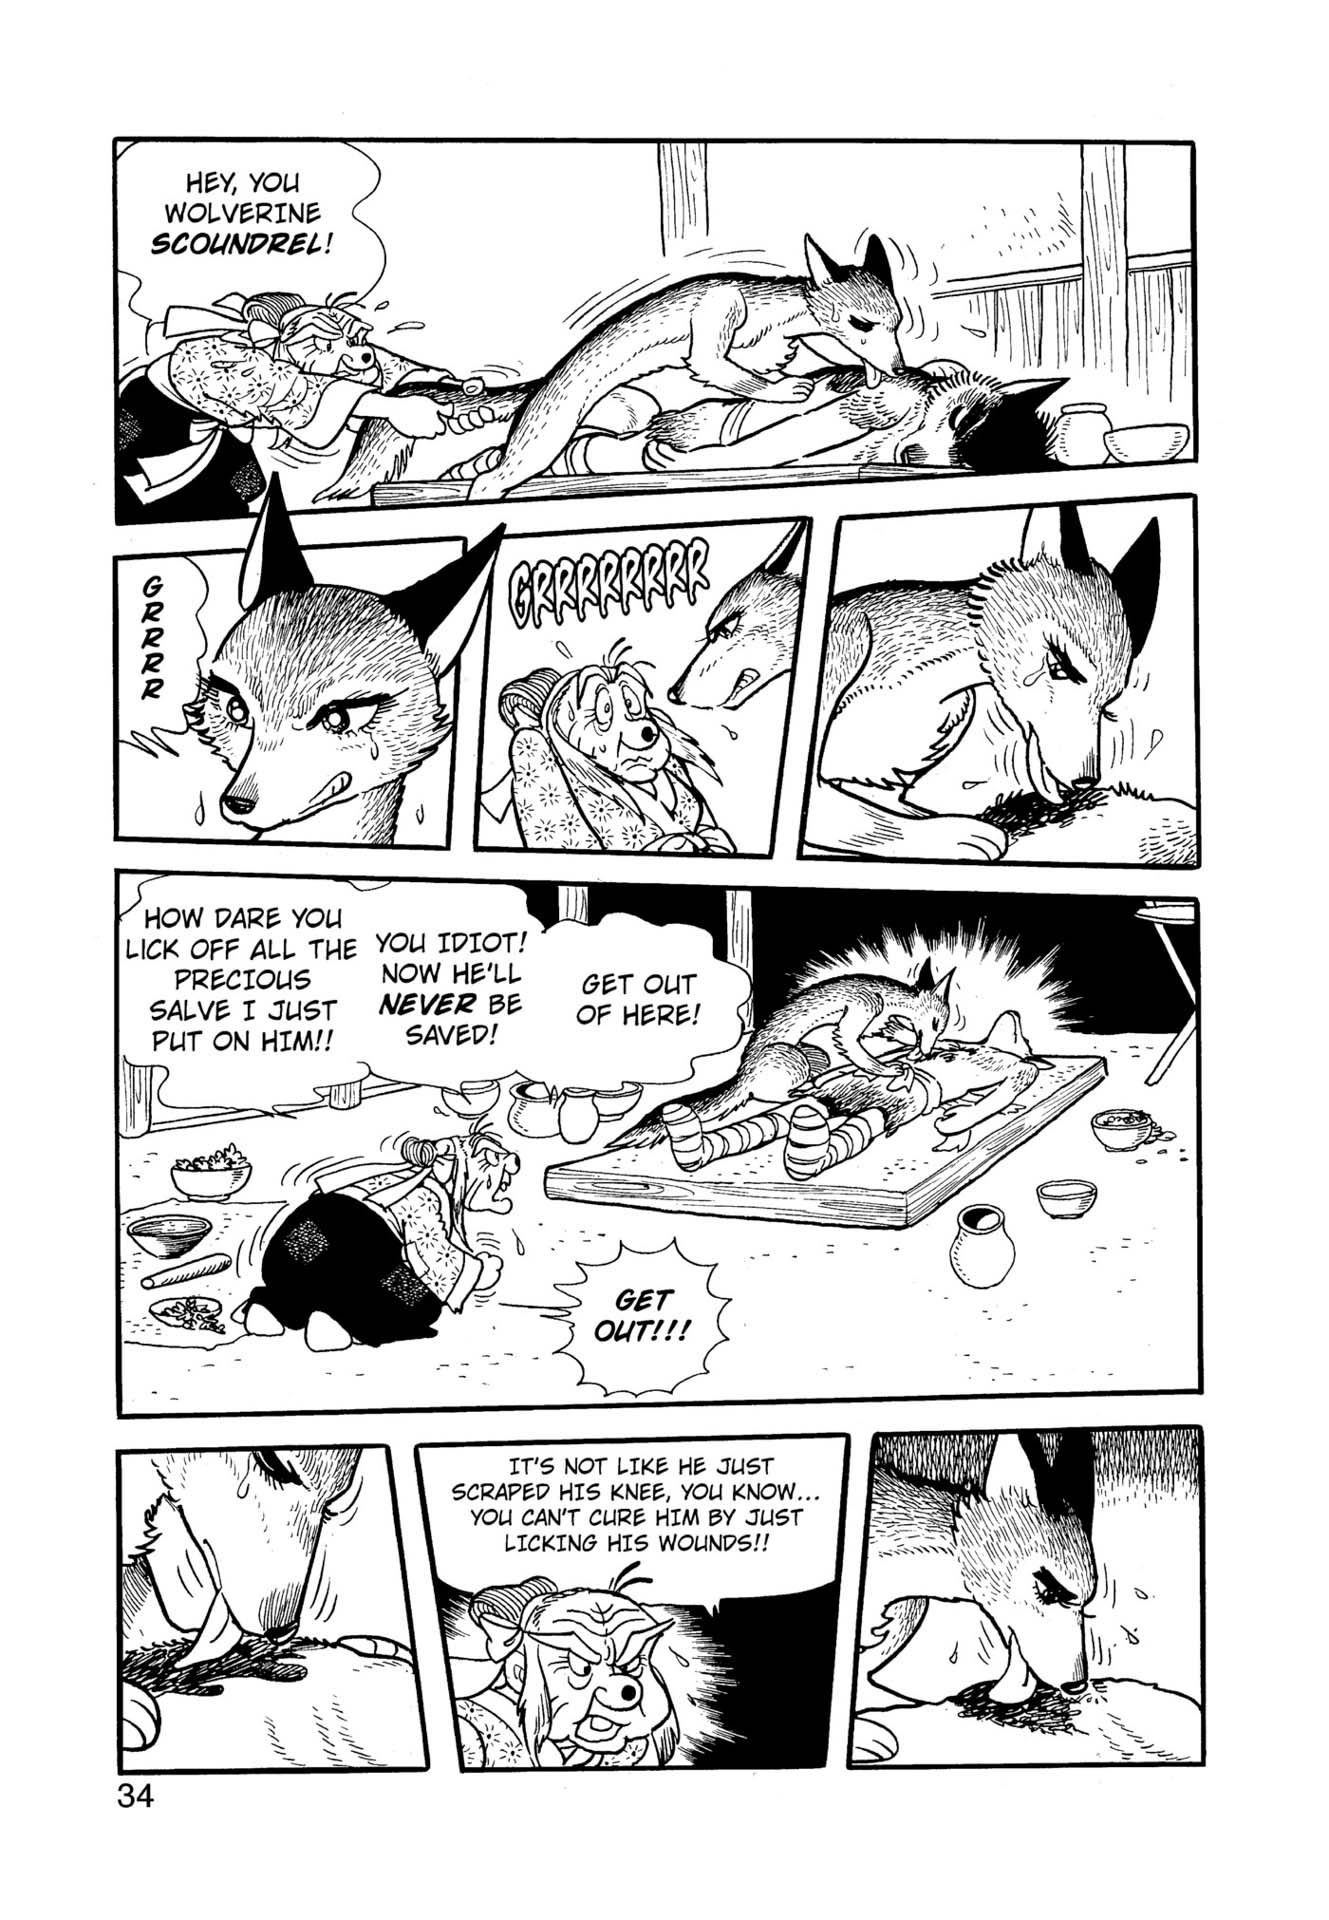 HEY, YOU
WOLVERINE
SCOUNDREL!
GRRRR
GRRRRRRRR
HOW DARE YOU
LICK OFF ALL THE
PRECIOUS
SALVE I JUST
PUT ON HIM!!
YOU IDIOT!
NOW HE'LL
NEVER BE
SAVED!
GET OUT
OF HERE!
GET
OUT!!!
IT'S NOT LIKE HE JUST
SCRAPED HIS KNEE, YOU KNOW...
YOU CAN'T CURE HIM BY JUST
LICKING HIS WOUNDS!!
34